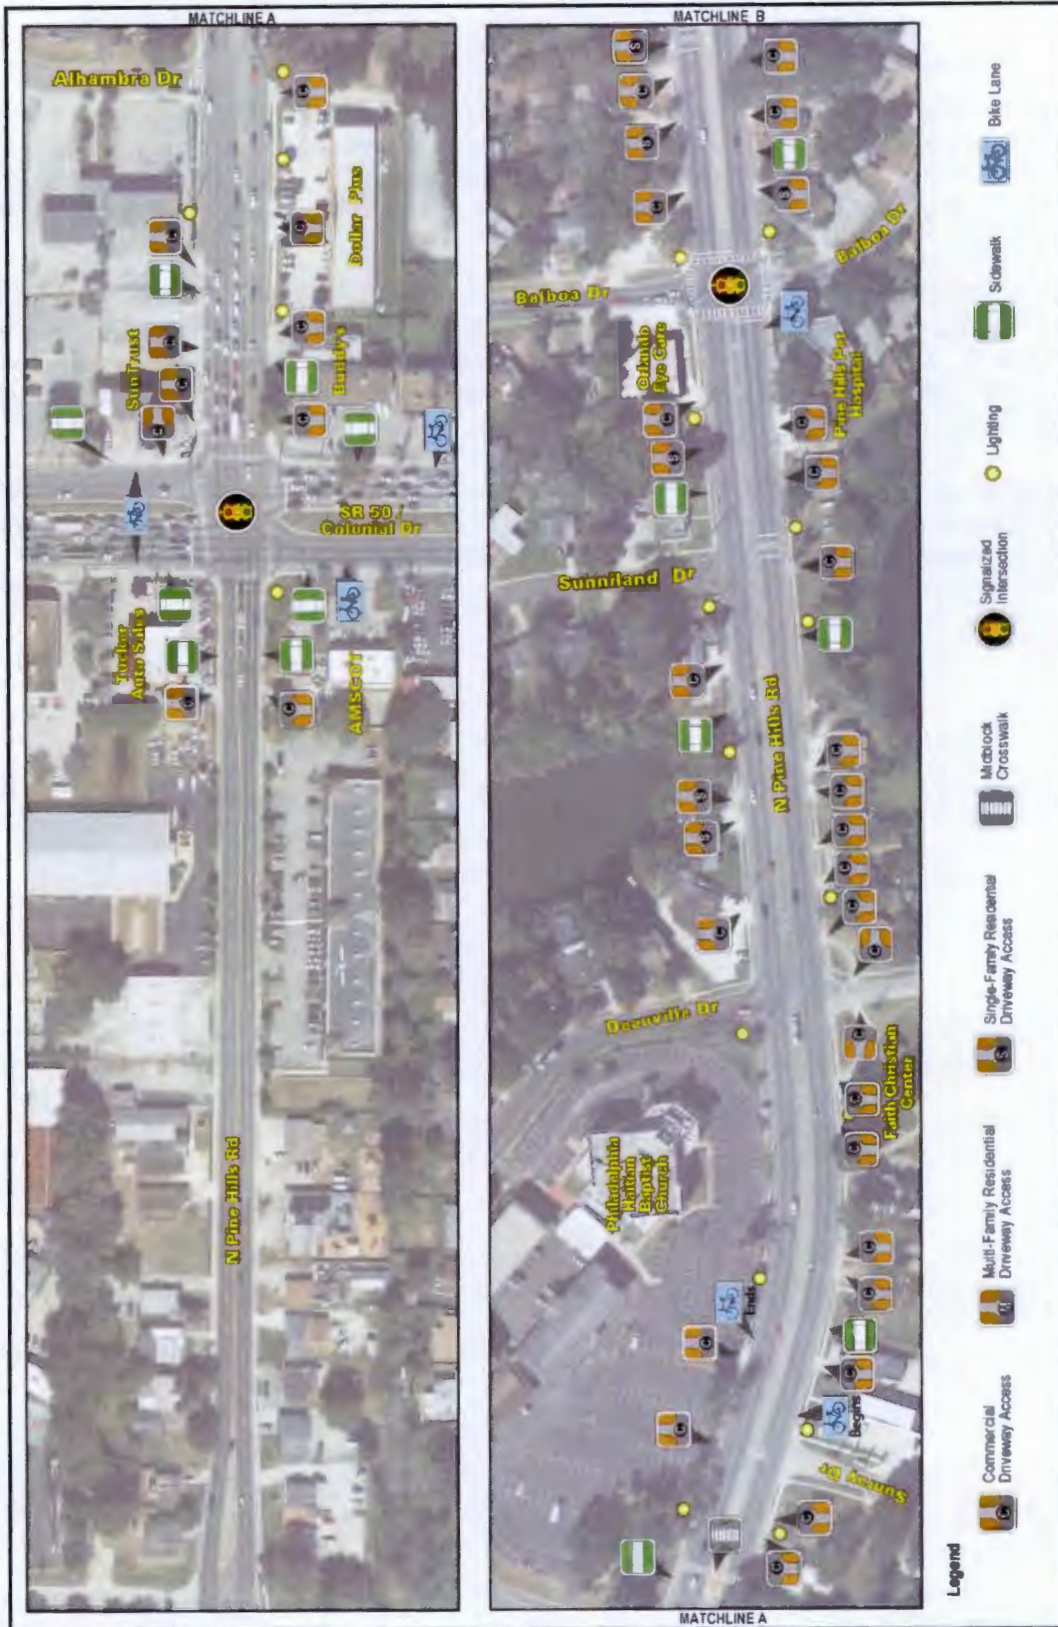 MATCHLINE A
Alhambra Dr
Dollar Plus
SunTrust
Buddys
SR 50 /
Colonial Dr
Tucker
Auto Sales
AMSCOT
N Pine Hills Rd
MATCHLINE B
Balboa Dr
Balboa Dr
Orlando
Eye Care
Pine Hills Pet
Hospital
Sunniland Dr
N Pine Hills Rd
Deauville Dr
Faith Christian
Center
Philadelphia
Haitian
Baptist
Church
Ends
Begins
Sunray Dr
MATCHLINE A
Legend
Commercial
Driveway Access
Multi-Family Residential
Driveway Access
Single-Family Residential
Driveway Access
Midblock
Crosswalk
Signalized
Intersection
Lighting
Sidewalk
Bike Lane